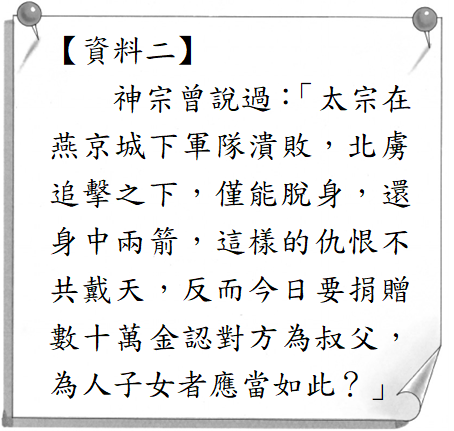 【資料二】
神宗曾說過：「太宗在
燕京城下軍隊潰敗，北虜
追擊之下，僅能脫身，還
身中兩箭，這樣的仇恨不
共戴天，反而今日要捐贈
數十萬金認對方為叔父，
為人子女者應當如此？」